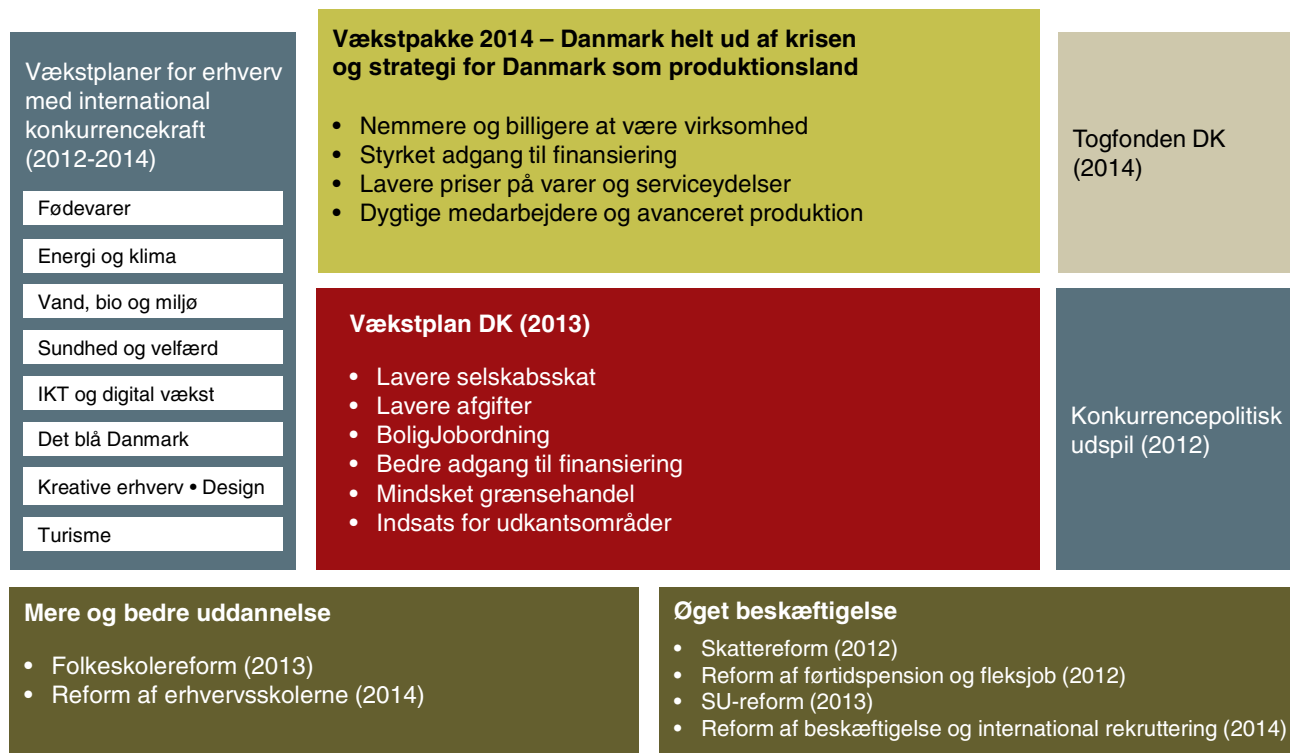 Vækstplaner for erhverv
med international
konkurrencekraft
(2012-2014)
Fødevarer
Energi og klima
Vand, bio og miljø
Sundhed og velfærd
IKT og digital vækst
Det blå Danmark
Kreative erhverv • Design
Turisme
Vækstpakke 2014 – Danmark helt ud af krisen
og strategi for Danmark som produktionsland
• Nemmere og billigere at være virksomhed
• Styrket adgang til finansiering
• Lavere priser på varer og serviceydelser
• Dygtige medarbejdere og avanceret produktion
Togfonden DK
(2014)
Vækstplan DK (2013)
• Lavere selskabsskat
• Lavere afgifter
• BoligJobordning
• Bedre adgang til finansiering
• Mindsket grænsehandel
• Indsats for udkantsområder
Konkurrencepolitisk
udspil (2012)
Mere og bedre uddannelse
• Folkeskolereform (2013)
• Reform af erhvervsskolerne (2014)
Øget beskæftigelse
• Skattereform (2012)
• Reform af førtidspension og fleksjob (2012)
• SU-reform (2013)
• Reform af beskæftigelse og international rekruttering (2014)